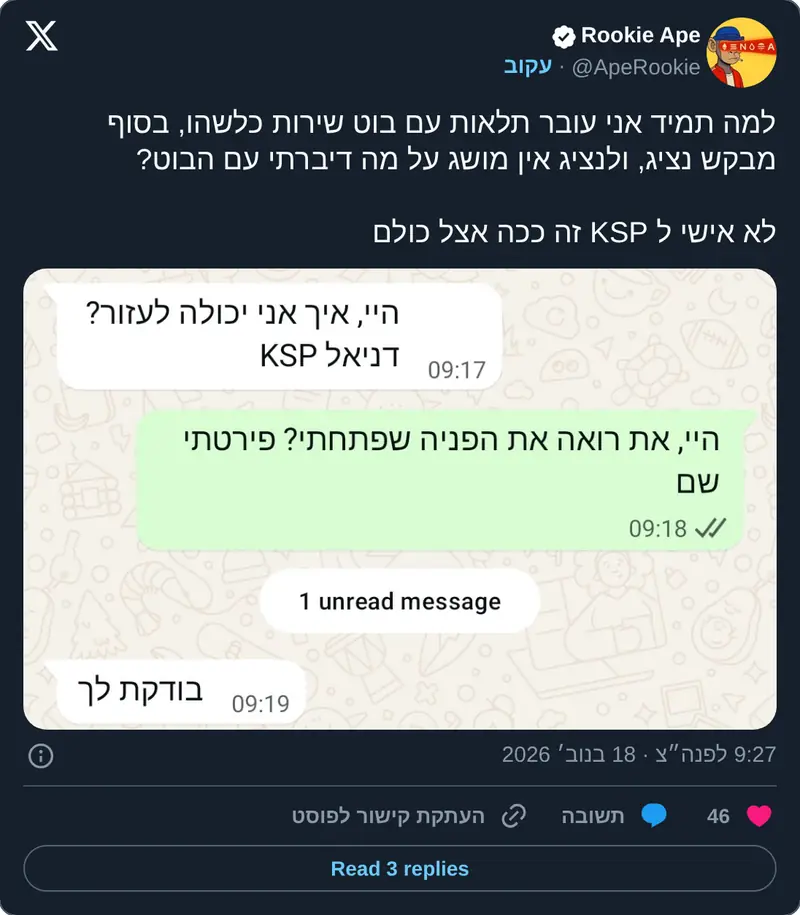 Rookie Ape
@ApeRookie · עקוב
למה תמיד אני עובר תלאות עם בוט שירות כלשהו, בסוף
מבקש נציג, ולנציג אין מושג על מה דיברתי עם הבוט?
לא אישי ל KSP זה ככה אצל כולם
היי, איך אני יכולה לעזור?
דניאל KSP
09:17
היי, את רואה את הפניה שפתחתי? פירטתי
שם
09:18
1 unread message
בודקת לך
09:19
9:27 לפנה״צ · 18 בנוב׳ 2026
46 תשובה העתקת קישור לפוסט
Read 3 replies